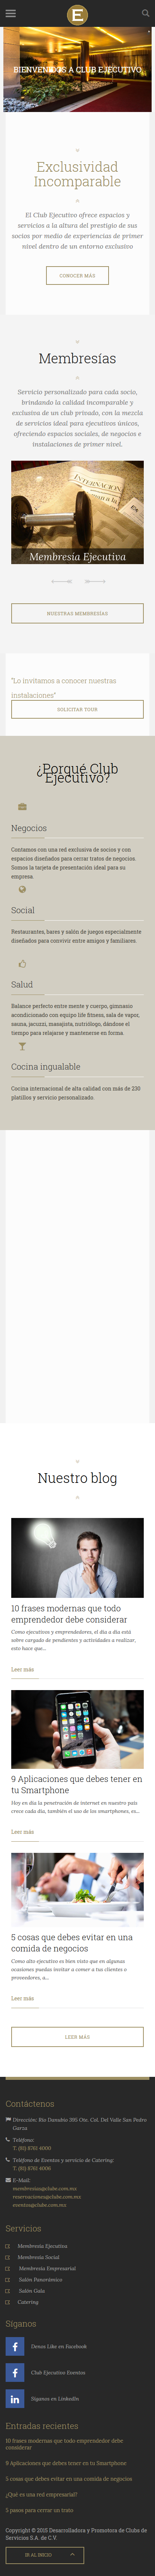 E
BIENVENIDOS A CLUB EJECUTIVO
Exclusividad
Incomparable
El Club Ejecutivo ofrece espacios y
servicios a la altura del prestigio de sus
socios por medio de experiencias de primer
nivel dentro de un entorno exclusivo
CONOCER MÁS
Membresías
Servicio personalizado para cada socio,
brindando la calidad incomparable y
exclusiva de un club privado, con la mezcla
de servicios ideal para ejecutivos únicos,
ofreciendo espacios sociales, de negocios e
instalaciones de primer nivel.
Membresía Ejecutiva
NUESTRAS MEMBRESÍAS
"Lo invitamos a conocer nuestras
instalaciones"
SOLICITAR TOUR
¿Porqué Club
Ejecutivo?
Negocios
Contamos con una red exclusiva de socios y con
espacios diseñados para cerrar tratos de negocios.
Somos la tarjeta de presentación ideal para su
empresa.
Social
Restaurantes, bares y salón de juegos especialmente
diseñados para convivir entre amigos y familiares.
Salud
Balance perfecto entre mente y cuerpo, gimnasio
acondicionado con equipo life fitness, sala de vapor,
sauna, jacuzzi, masajista, nutriólogo, dándose el
tiempo para relajarse y mantenerse en forma.
Cocina inigualable
Cocina internacional de alta calidad con más de 230
platillos y servicio personalizado.
Nuestro blog
10 frases modernas que todo
emprendedor debe considerar
Como ejecutivos y emprendedores, el día a día está
sobre cargado de pendientes y actividades a realizar,
esto hace que...
Leer más
9 Aplicaciones que debes tener en
tu Smartphone
Hoy en día la penetración de internet en nuestro país
crece cada día, también el uso de los smartphones, es...
Leer más
5 cosas que debes evitar en una
comida de negocios
Como alto ejecutivo es bien visto que en algunas
ocasiones puedas invitar a comer a tus clientes o
proveedores, a...
Leer más
LEER MÁS
Contáctenos
Dirección: Río Danubio 595 Ote. Col. Del Valle San Pedro
Garza
Teléfono:
T. (81) 8761 4000
Teléfono de Eventos y servicio de Catering:
T. (81) 8761 4008
E-Mail:
membresias@clube.com.mx
reservaciones@clube.com.mx
eventos@clube.com.mx
Servicios
Membresía Ejecutiva
Membresía Social
Membresía Empresarial
Salón Panorámico
Salón Gala
Catering
Síganos
Denos Like en Facebook
Club Ejecutivo Eventos
Síganos en LinkedIn
Entradas recientes
10 frases modernas que todo emprendedor debe
considerar
9 Aplicaciones que debes tener en tu Smartphone
5 cosas que debes evitar en una comida de negocios
¿Qué es una red empresarial?
5 pasos para cerrar un trato
Copyright © 2015 Desarrolladora y Promotora de Clubs de
Servicios S.A. de C.V.
IR AL INICIO